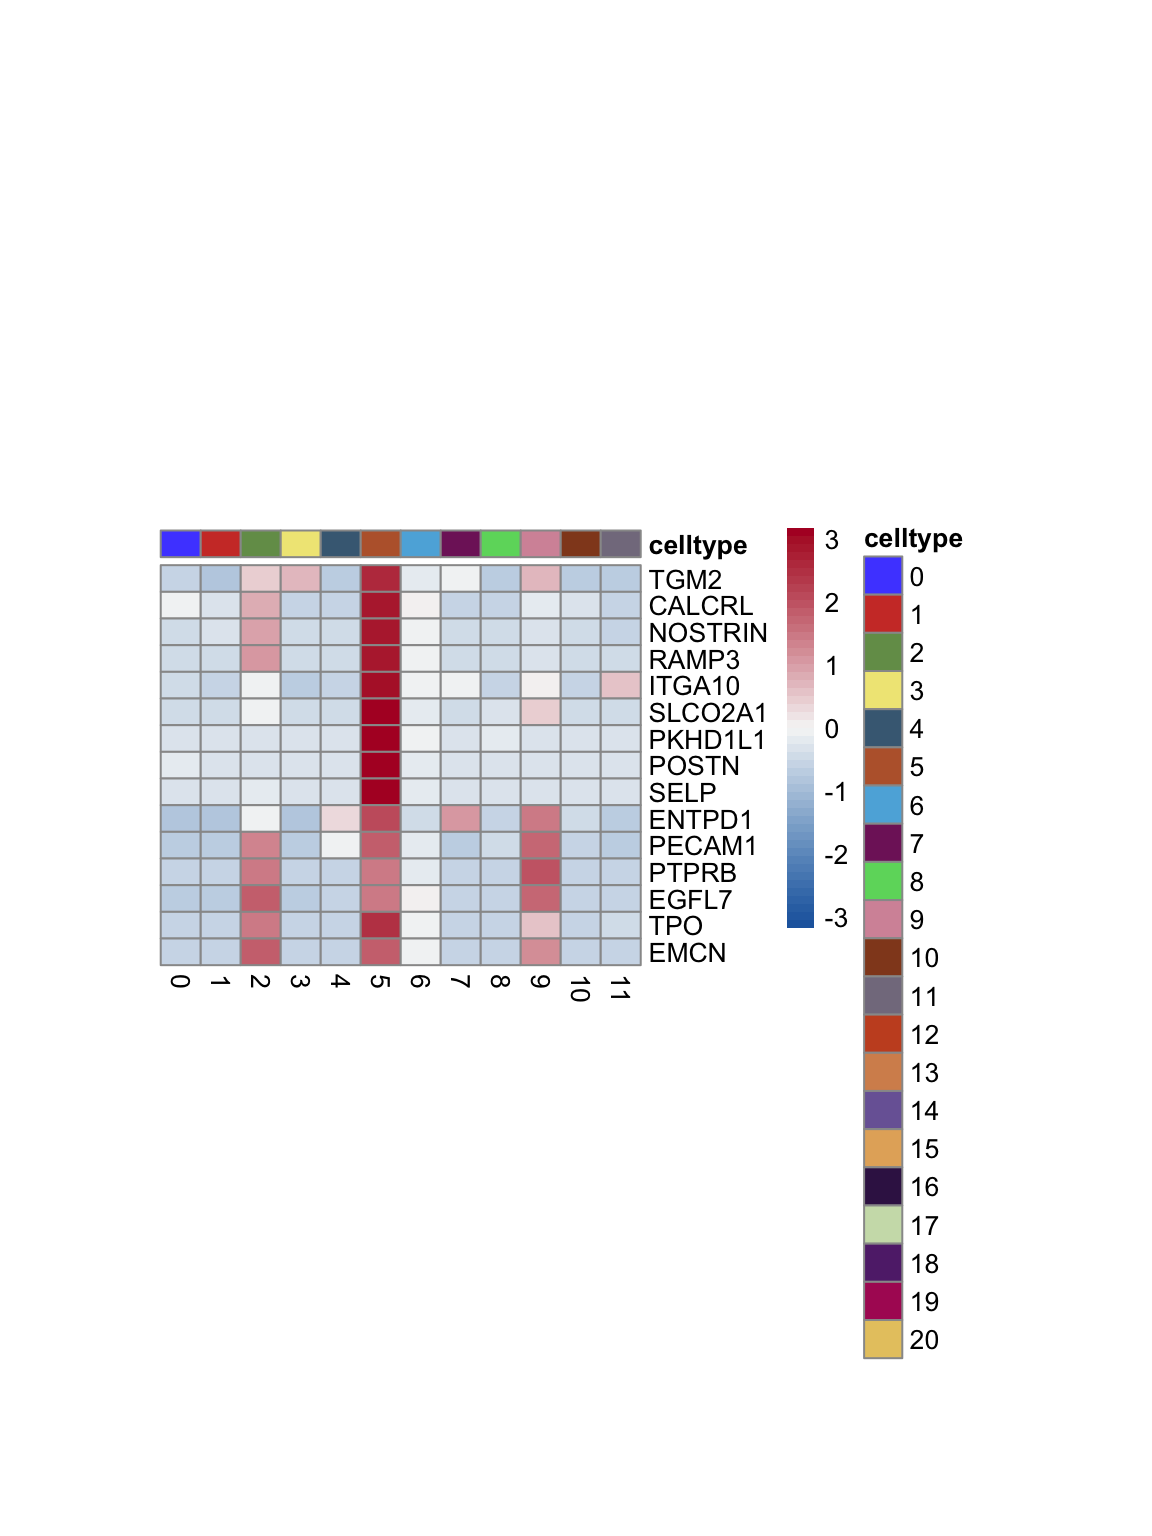 celltype
TGM2
CALCRL
NOSTRIN
RAMP3
ITGA10
SLCO2A1
PKHD1L1
POSTN
SELP
ENTPD1
PECAM1
PTPRB
EGFL7
TPO
EMCN
0 1 2 3 4 5 6 7 8 9 10 11
3
2
1
0
-1
-2
-3
celltype
0
1
2
3
4
5
6
7
8
9
10
11
12
13
14
15
16
17
18
19
20